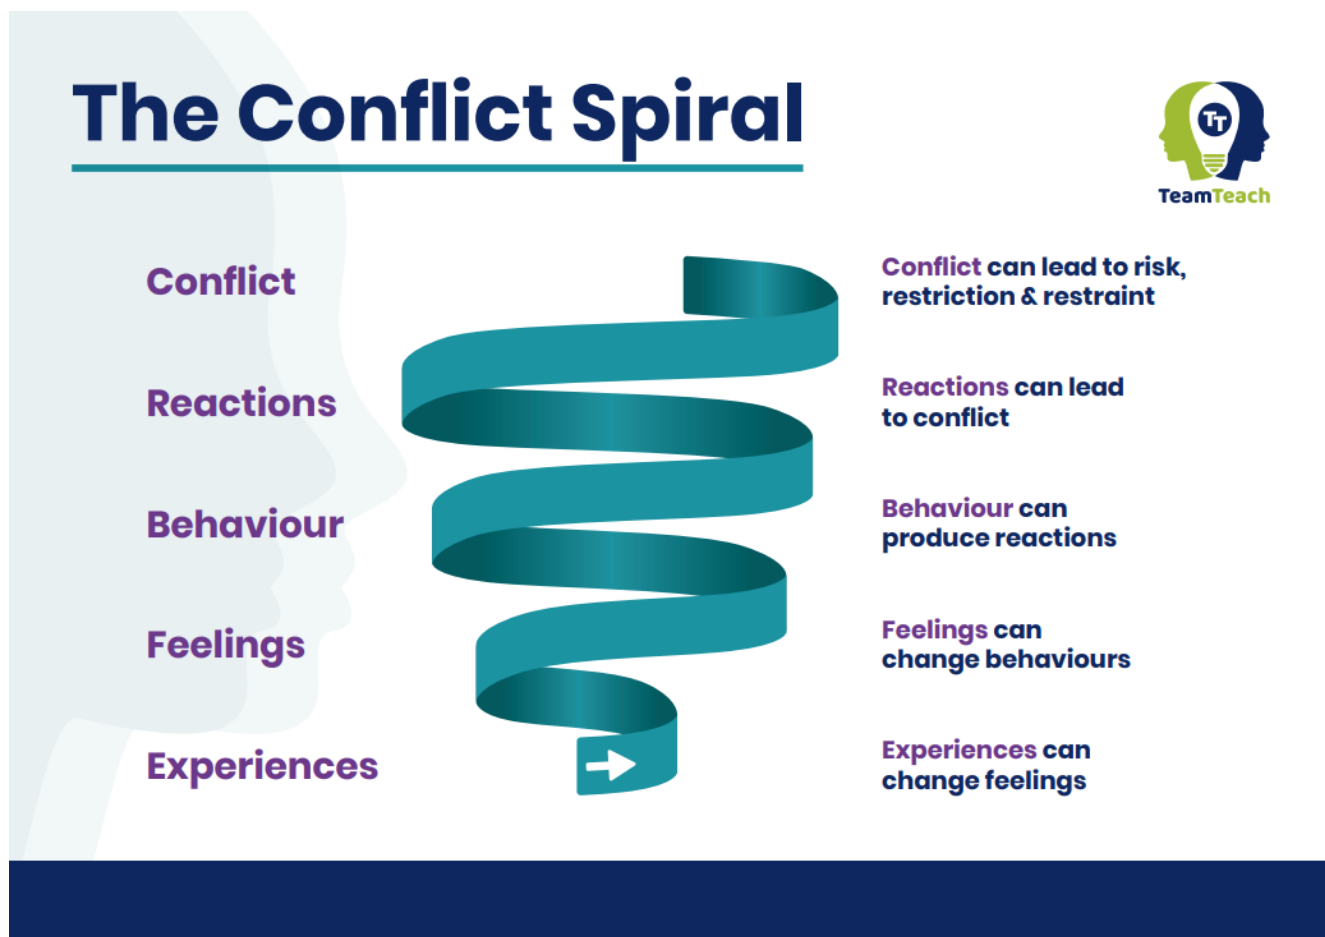 The Conflict Spiral
TT
TeamTeach
Conflict
Conflict can lead to risk,
restriction & restraint
Reactions
Reactions can lead
to conflict
Behaviour
Behaviour can
produce reactions
Feelings
Feelings can
change behaviours
Experiences
Experiences can
change feelings